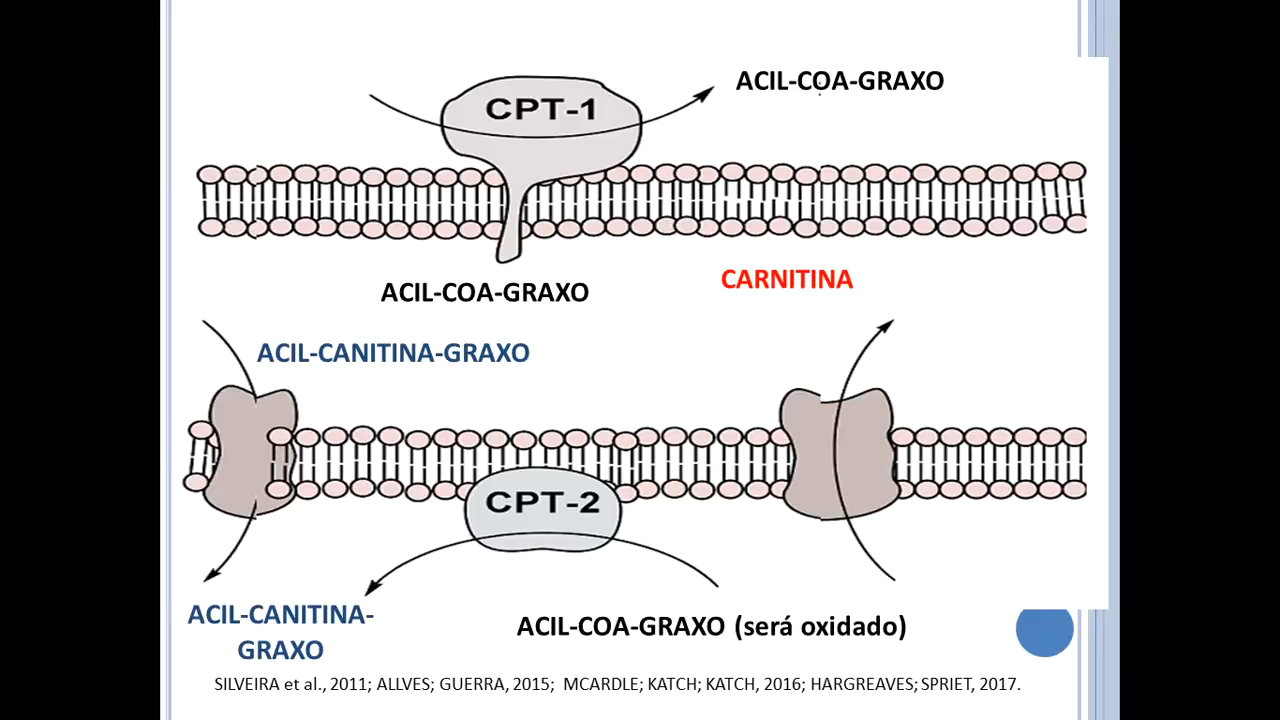 ACIL-COA-GRAXO
CPT-1
CARNITINA
ACIL-COA-GRAXO
ACIL-CANITINA-GRAXO
CPT-2
ACIL-CANITINA-
GRAXO
ACIL-COA-GRAXO (será oxidado)
SILVEIRA et al., 2011; ALLVES; GUERRA, 2015; MCARDLE; KATCH; KATCH, 2016; HARGREAVES; SPRIET, 2017.